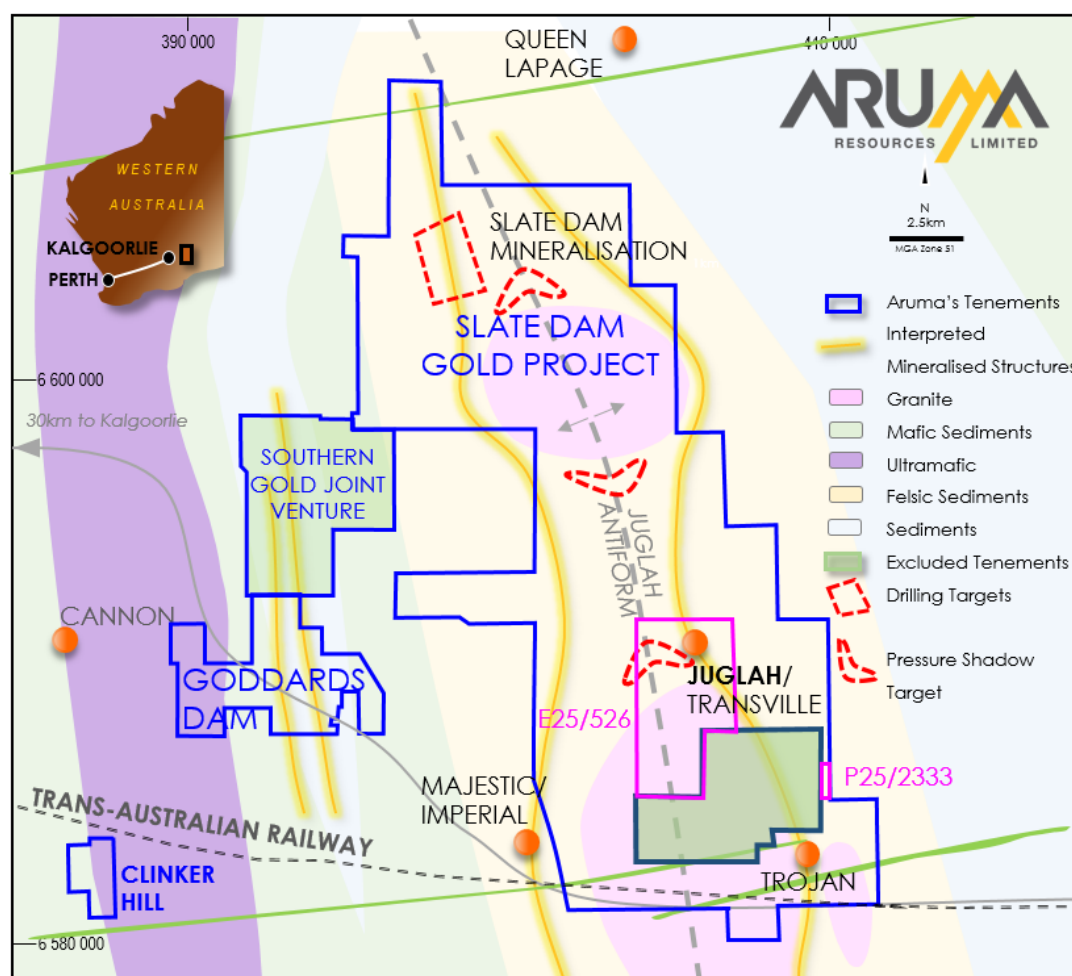 390 000
410 000
QUEEN
LAPAGE
ARUMA
RESOURCES LIMITED
WESTERN
AUSTRALIA
KALGOORLIE
PERTH
N
2.5km
MGA Zone 51
SLATE DAM
MINERALISATION
SLATE DAM
GOLD PROJECT
6 600 000
30km to Kalgoorlie
SOUTHERN
GOLD JOINT
VENTURE
JUGLAH
ANTIFORM
Aruma's Tenements
Interpreted
Mineralised Structures
Granite
Mafic Sediments
Ultramafic
Felsic Sediments
Sediments
Excluded Tenements
Drilling Targets
Pressure Shadow
Target
CANNON
GODDARDS
DAM
JUGLAH/
TRANSVILLE
E25/526
P25/2333
MAJESTIC/
IMPERIAL
TRANS-AUSTRALIAN RAILWAY
CLINKER
HILL
TROJAN
6 580 000